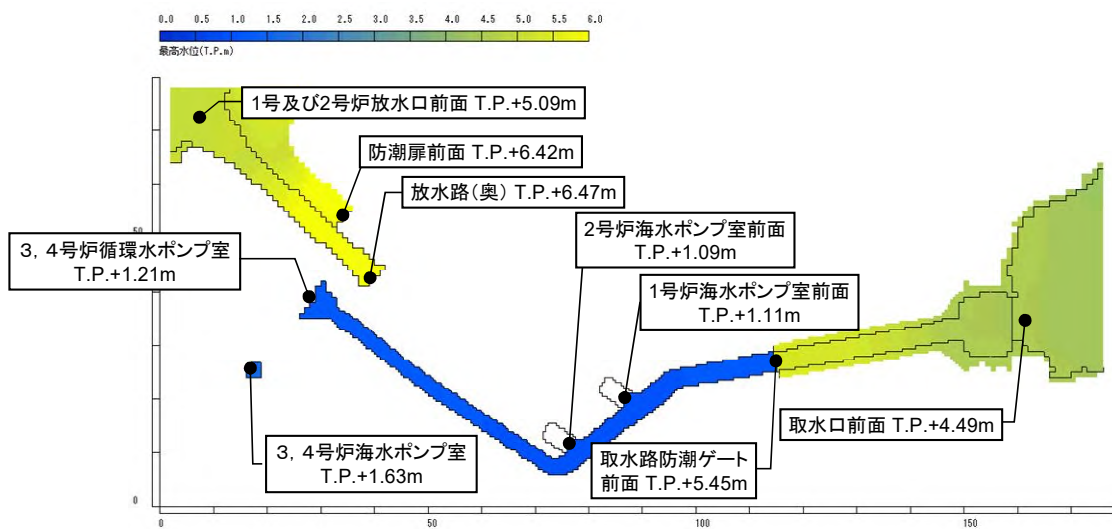 0.0 0.5 1.0 1.5 2.0 2.5 3.0 3.5 4.0 4.5 5.0 5.5 6.0
最高水位(T.P.m)
1号及び2号炉放水口前面 T.P.+5.09m
防潮扉前面 T.P.+6.42m
放水路(奥) T.P.+6.47m
2号炉海水ポンプ室前面
T.P.+1.09m
3，4号炉循環水ポンプ室
T.P.+1.21m
1号炉海水ポンプ室前面
T.P.+1.11m
取水口前面 T.P.+4.49m
3，4号炉海水ポンプ室
T.P.+1.63m
取水路防潮ゲート
前面 T.P.+5.45m
50
0
0 50 100 150